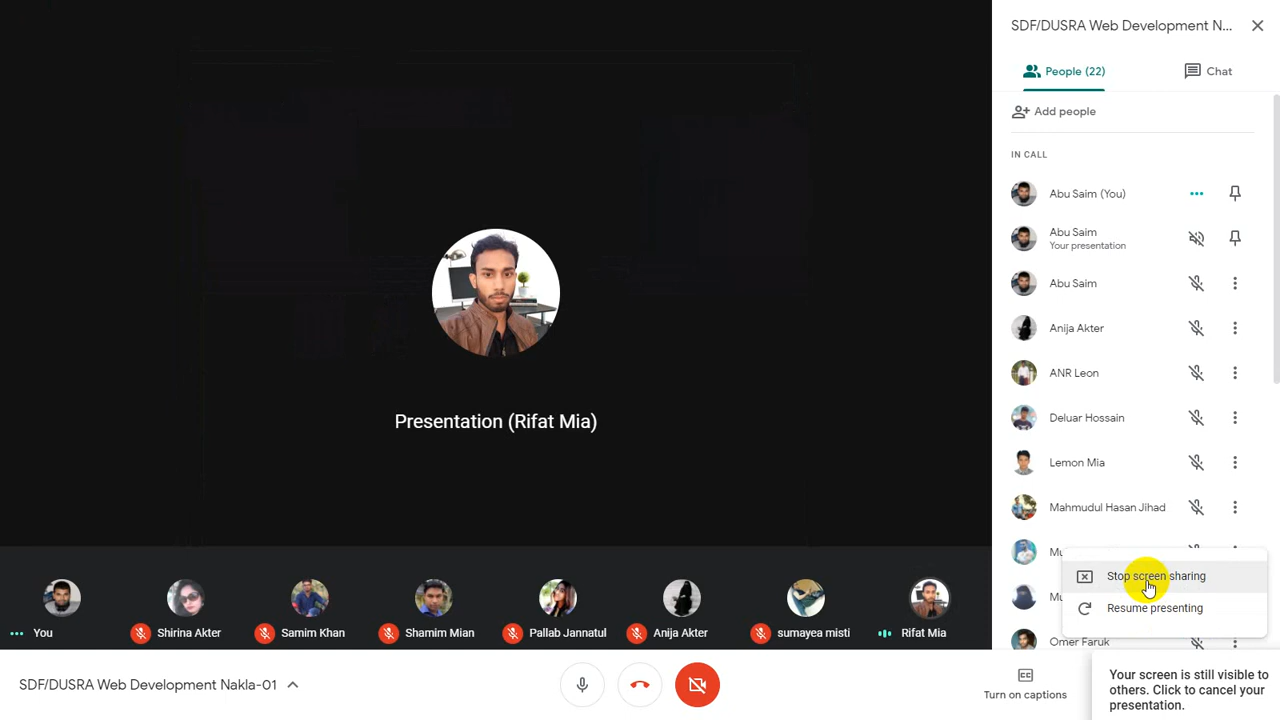 SDF/DUSRA Web Development N...
People (22)
Chat
Add people
IN CALL
Abu Saim (You)
Abu Saim
Your presentation
Abu Saim
Anija Akter
ANR Leon
Deluar Hossain
Lemon Mia
Mahmudul Hasan Jihad
Mu
Stop screen sharing
Mu
Resume presenting
Omer Faruk
Presentation (Rifat Mia)
You
Shirina Akter
Samim Khan
Shamim Mian
Pallab Jannatul
Anija Akter
sumayea misti
Rifat Mia
SDF/DUSRA Web Development Nakla-01
CC
Turn on captions
Your screen is still visible to
others. Click to cancel your
presentation.